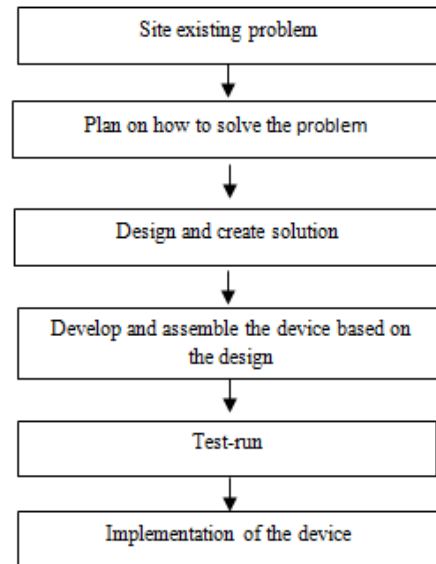 Site existing problem
Plan on how to solve the problem
Design and create solution
Develop and assemble the device based on
the design
Test-run
Implementation of the device